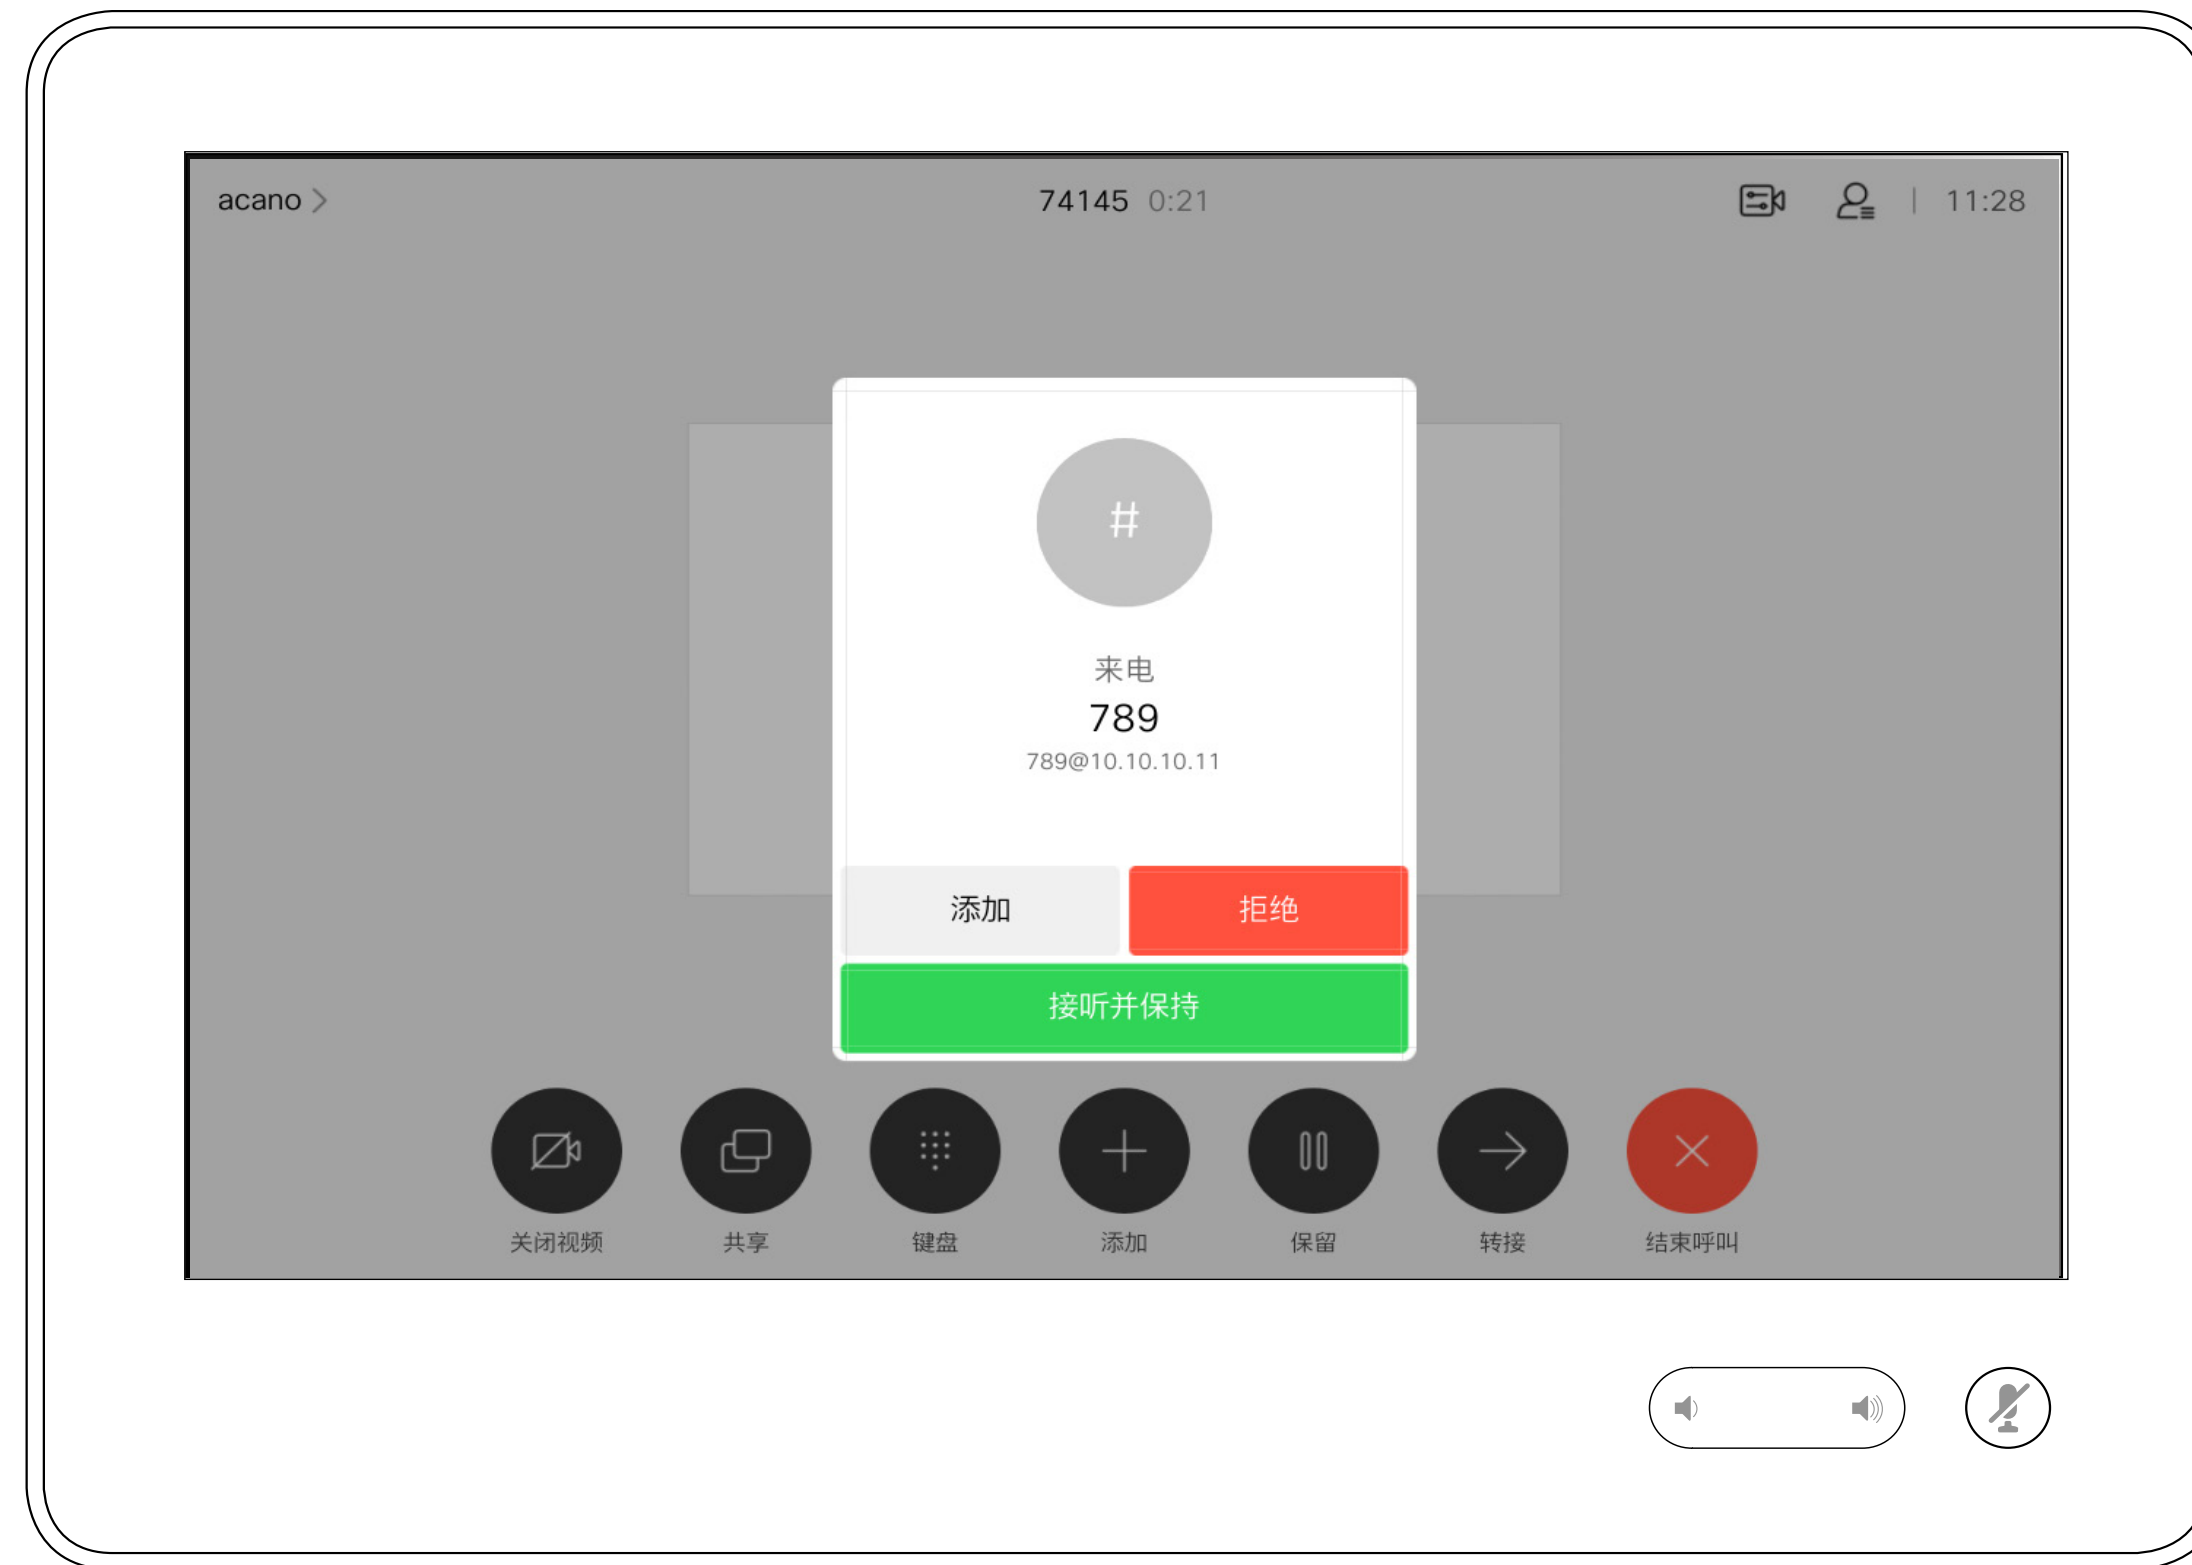 acano
74145 0:21
11:28
#
来电
789
789@10.10.10.11
添加
拒绝
接听并保持
关闭视频
共享
键盘
添加
保留
转接
结束呼叫